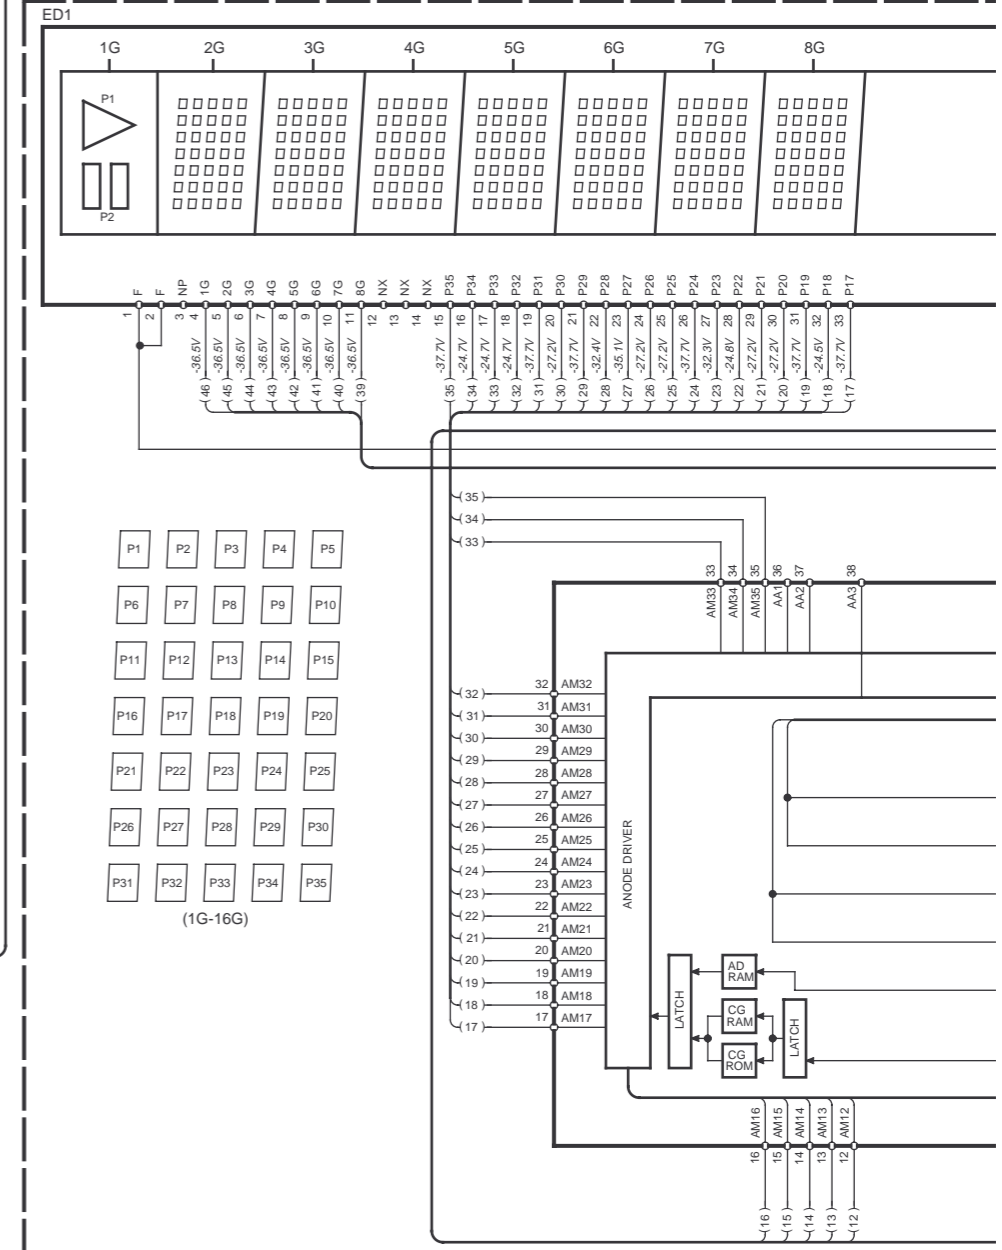 ED1
1G 2G 3G 4G 5G 6G 7G 8G
P1
P2
F F NP 1G 2G 3G 4G 5G 6G 7G 8G NX NX NX P35 P34 P33 P32 P31 P30 P29 P28 P27 P26 P25 P24 P23 P22 P21 P20 P19 P18 P17
1 2 3 4 5 6 7 8 9 10 11 12 13 14 15 16 17 18 19 20 21 22 23 24 25 26 27 28 29 30 31 32 33
-36.5V -36.5V -36.5V -36.5V -36.5V -36.5V -36.5V -36.5V -37.7V -24.7V -24.7V -24.7V -37.7V -27.2V -37.7V -32.4V -35.1V -27.2V -27.2V -37.7V -32.3V -24.8V -27.2V -27.2V -37.7V -24.5V -37.7V
(46) (45) (44) (43) (42) (41) (40) (39) (35) (34) (33) (32) (31) (30) (29) (28) (27) (26) (25) (24) (23) (22) (21) (20) (19) (18) (17)
(35)
(34)
(33)
P1 P2 P3 P4 P5
P6 P7 P8 P9 P10
P11 P12 P13 P14 P15
P16 P17 P18 P19 P20
P21 P22 P23 P24 P25
P26 P27 P28 P29 P30
P31 P32 P33 P34 P35
(1G-16G)
33 34 35 36 37 38
AM33 AM34 AM35 AA1 AA2 AA3
(32) 32 AM32
(31) 31 AM31
(30) 30 AM30
(29) 29 AM29
(28) 28 AM28
(27) 27 AM27
(26) 26 AM26
(25) 25 AM25
(24) 24 AM24
(23) 23 AM23
(22) 22 AM22
(21) 21 AM21
(20) 20 AM20
(19) 19 AM19
(18) 18 AM18
(17) 17 AM17
ANODE DRIVER
LATCH
AD
RAM
CG
RAM
CG
ROM
LATCH
AM16 AM15 AM14 AM13 AM12
16 15 14 13 12
(16) (15) (14) (13) (12)